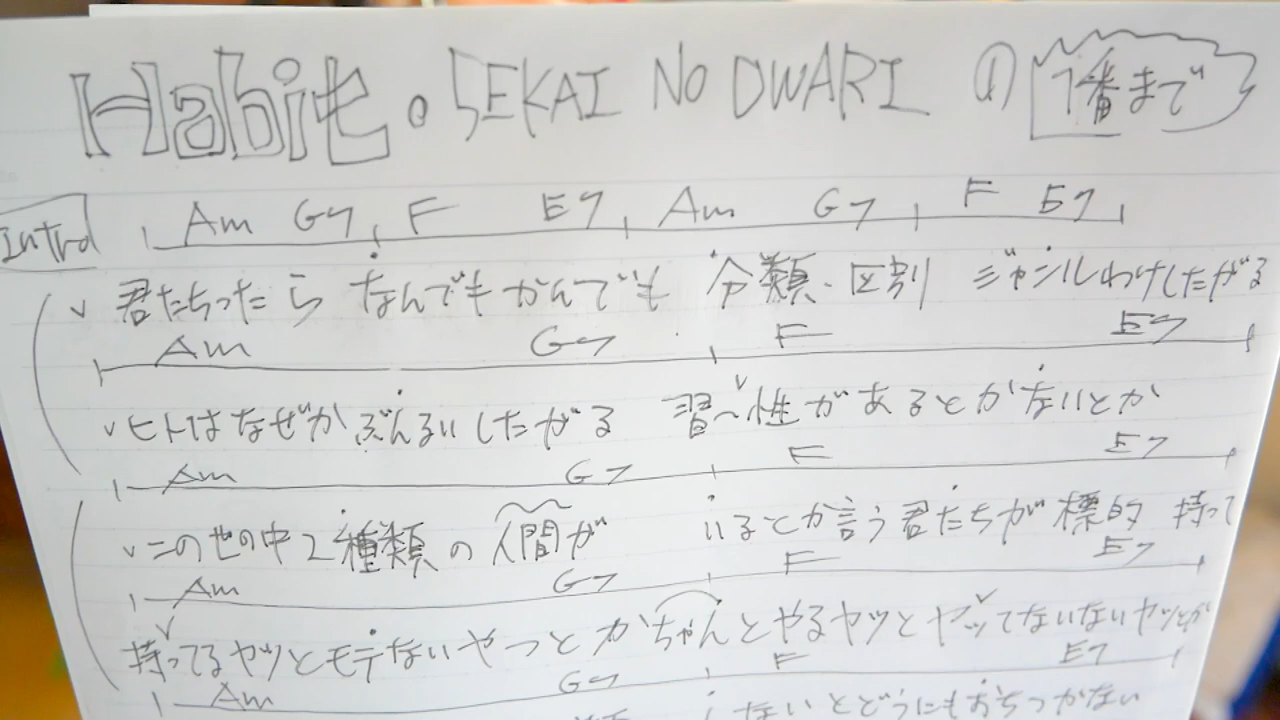 Habit。SEKAI NO OWARI ① 1番まで
Intro Am G7 F E7 Am G7 F E7
君たちったら なんでもかんでも 分類・区別 ジャンルわけしたがる
Am G7 F E7
ヒトはなぜか ぶんるいしたがる 習〜性があるとかないとか
Am G7 F E7
この世の中2種類の人間が いるとか言う君たちが標的 持って
Am G7 F E7
持ってるヤツとモテないやつとかちゃんとやるヤツとヤッてないないヤツとか
Am G7 F E7
ないとどうにもおちつかない